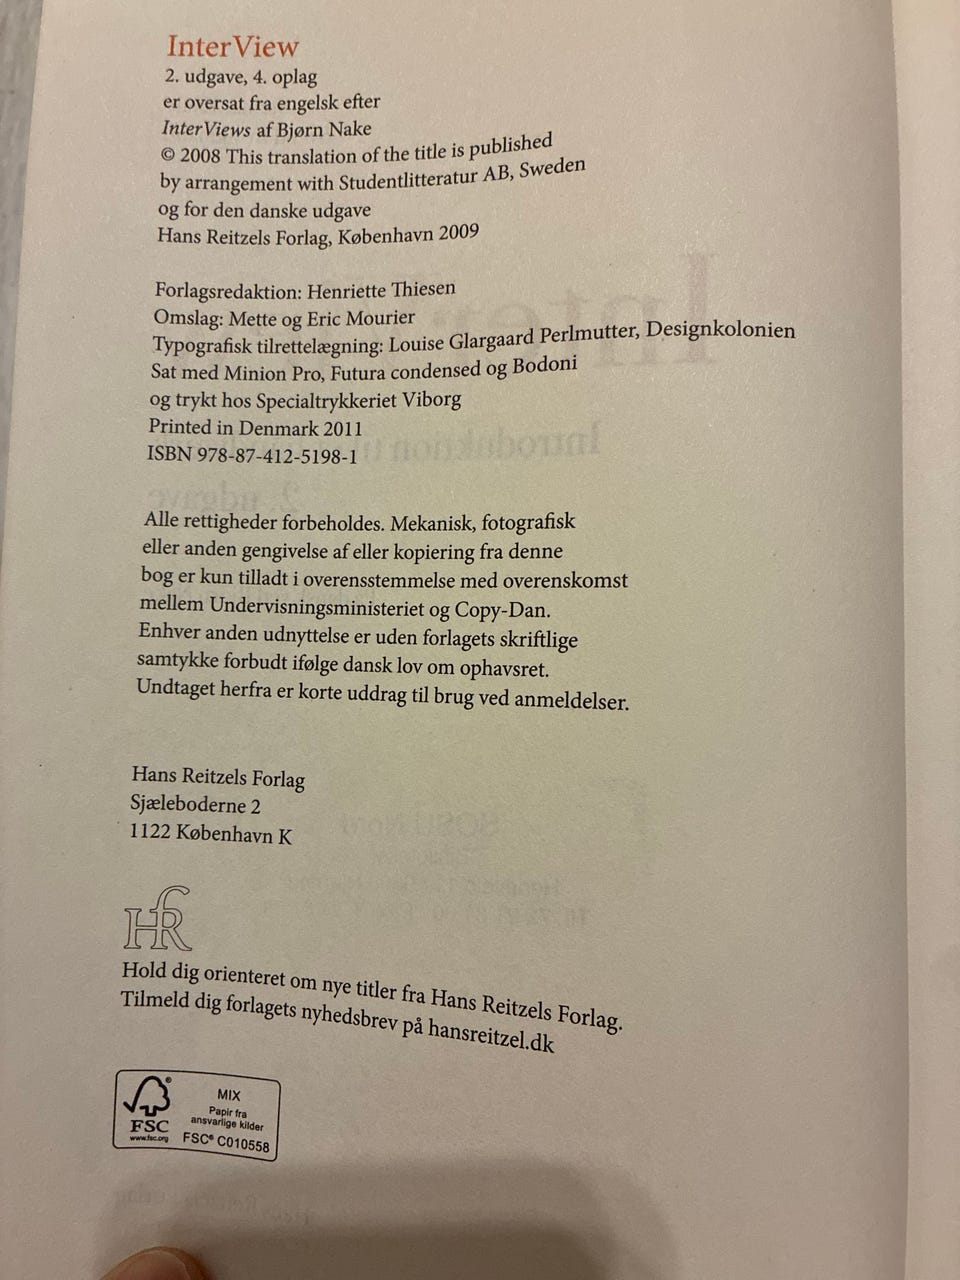 InterView
2. udgave, 4. oplag
er oversat fra engelsk efter
InterViews af Bjørn Nake
© 2008 This translation of the title is published
by arrangement with Studentlitteratur AB, Sweden
og for den danske udgave
Hans Reitzels Forlag, København 2009
Forlagsredaktion: Henriette Thiesen
Omslag: Mette og Eric Mourier
Typografisk tilrettelægning: Louise Glargaard Perlmutter, Designkolonien
Sat med Minion Pro, Futura condensed og Bodoni
og trykt hos Specialtrykkeriet Viborg
Printed in Denmark 2011
ISBN 978-87-412-5198-1
Alle rettigheder forbeholdes. Mekanisk, fotografisk
eller anden gengivelse af eller kopiering fra denne
bog er kun tilladt i overensstemmelse med overenskomst
mellem Undervisningsministeriet og Copy-Dan.
Enhver anden udnyttelse er uden forlagets skriftlige
samtykke forbudt ifølge dansk lov om ophavsret.
Undtaget herfra er korte uddrag til brug ved anmeldelser.
Hans Reitzels Forlag
Sjæleboderne 2
1122 København K
HR
Hold dig orienteret om nye titler fra Hans Reitzels Forlag.
Tilmeld dig forlagets nyhedsbrev på hansreitzel.dk
FSC
www.fsc.org
MIX
Papir fra
ansvarlige kilder
FSC® C010558